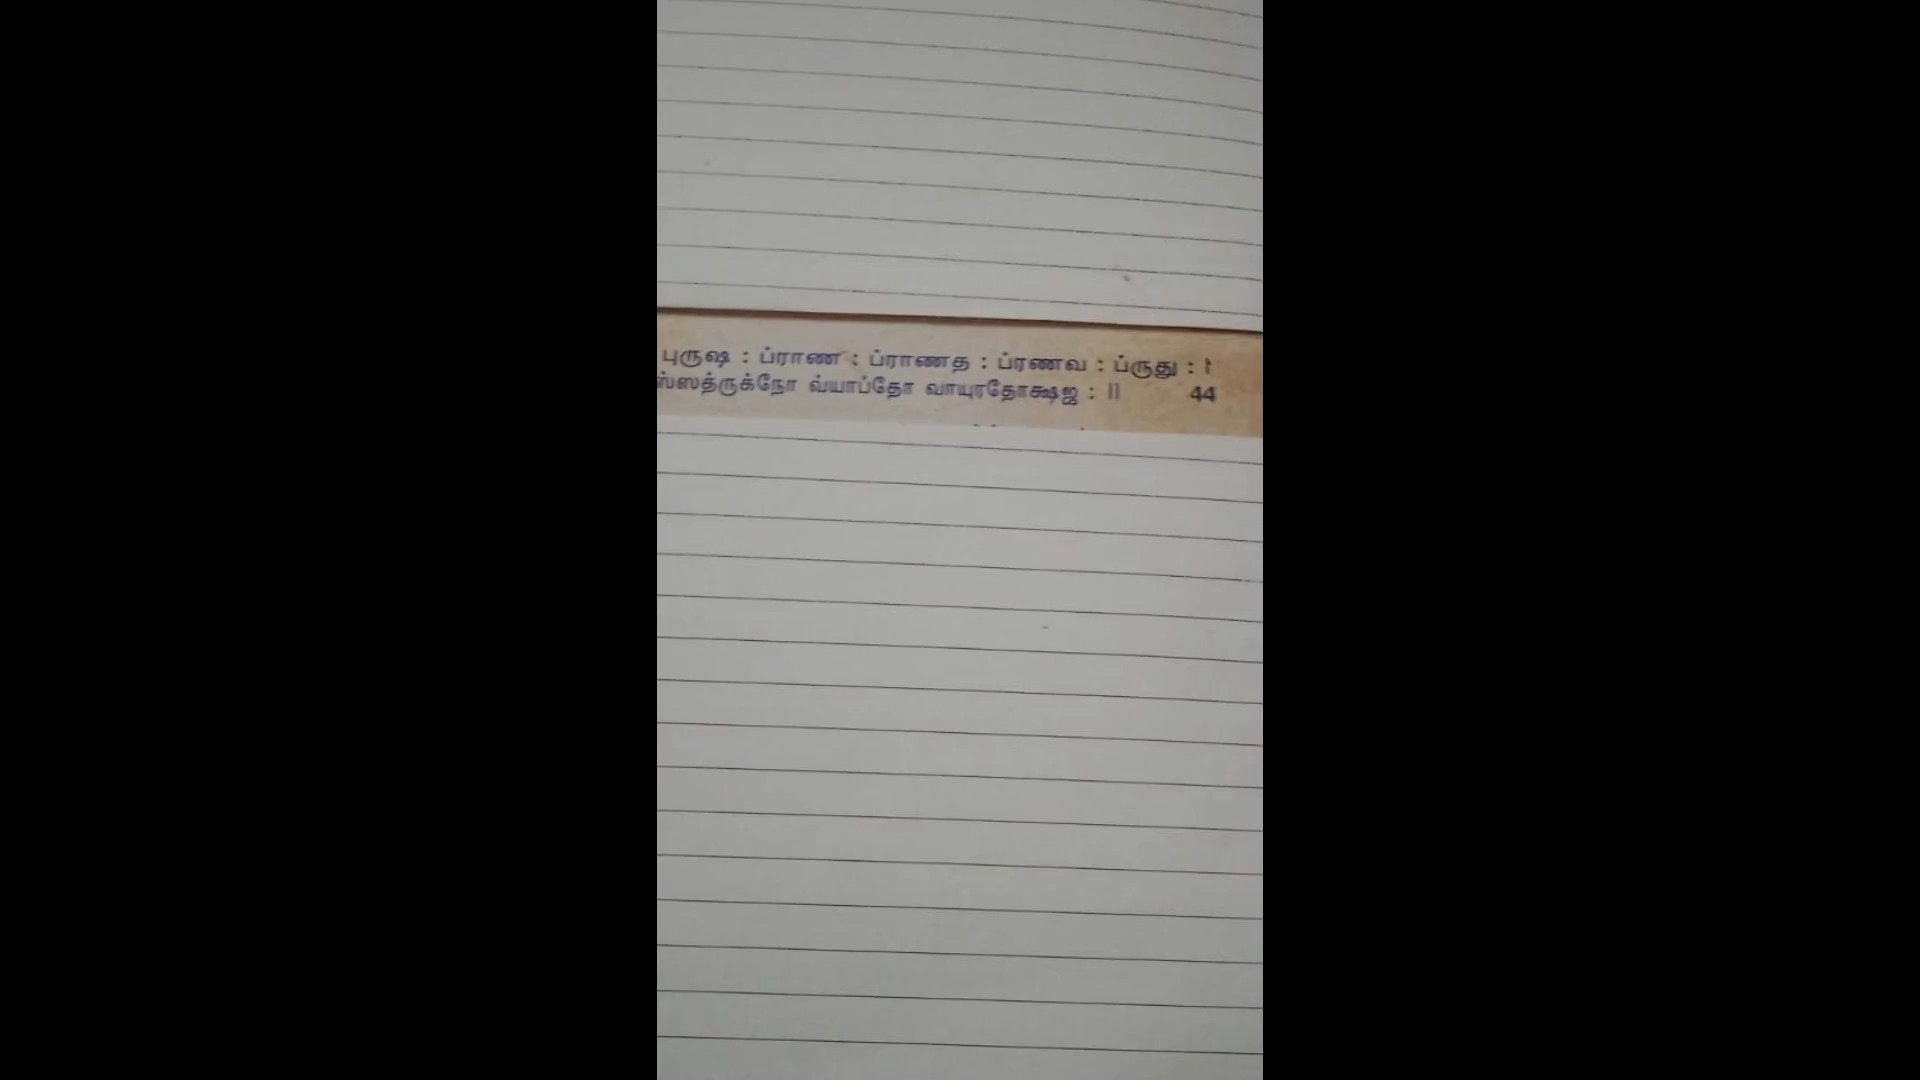 புருஷ : ப்ராண : ப்ராணத : ப்ரணவ : ப்ருது : ।
ஸ்ஸத்ருக்நோ வ்யாப்தோ வாயுரதோக்ஷஜ : ॥ 44